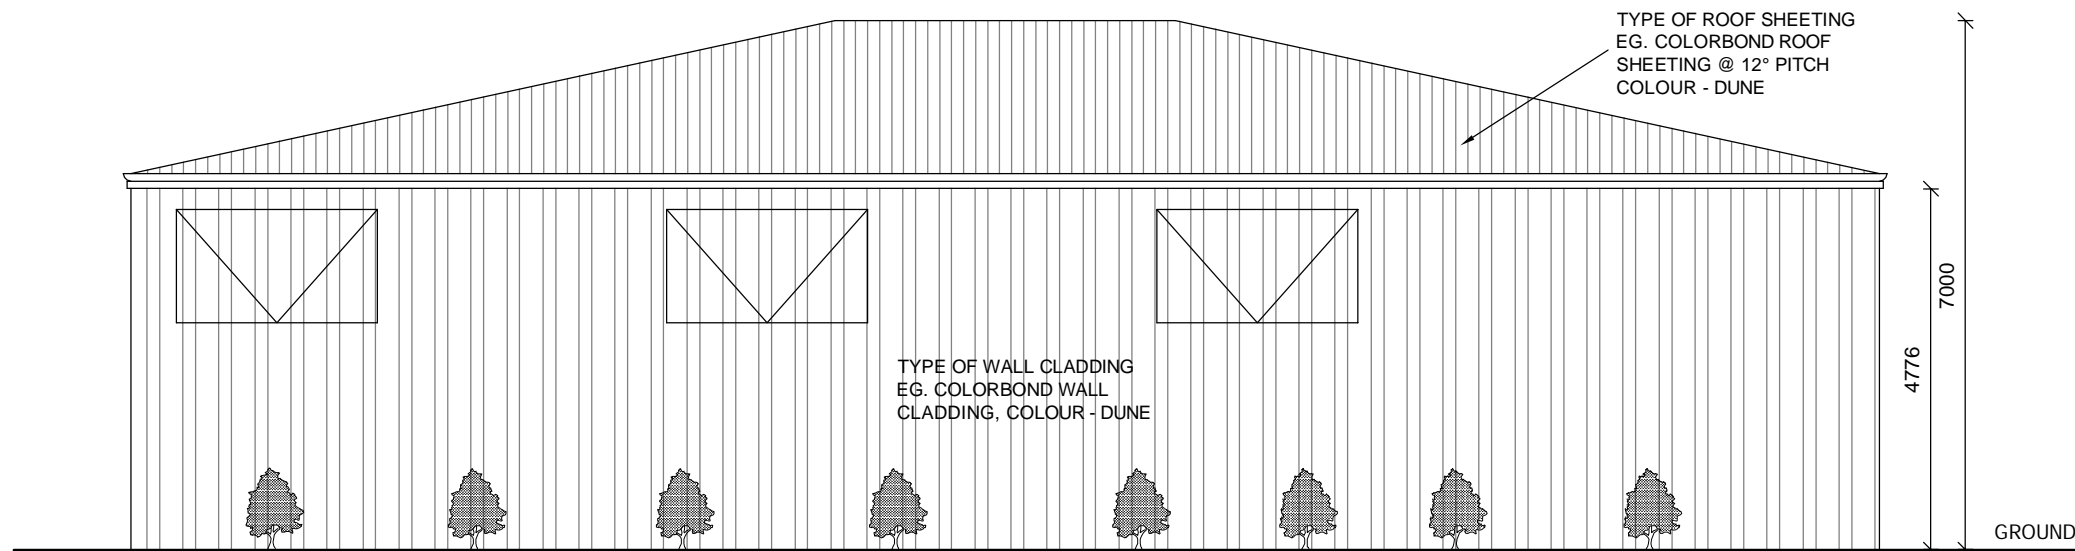 TYPE OF ROOF SHEETING
EG. COLORBOND ROOF
SHEETING @ 12° PITCH
COLOUR - DUNE
7000
4776
TYPE OF WALL CLADDING
EG. COLORBOND WALL
CLADDING, COLOUR - DUNE
GROUND